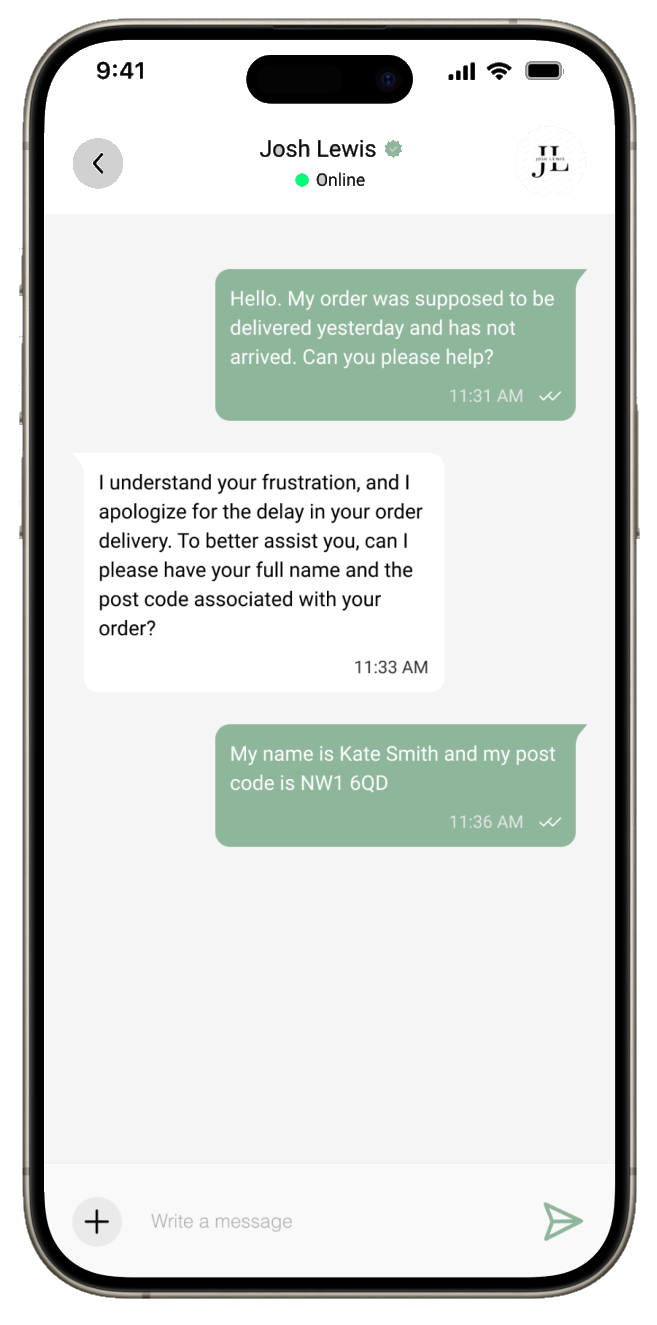 9:41
Josh Lewis
JL
JOSH LEWIS
Online
Hello. My order was supposed to be
delivered yesterday and has not
arrived. Can you please help?
11:31 AM
I understand your frustration, and I
apologize for the delay in your order
delivery. To better assist you, can I
please have your full name and the
post code associated with your
order?
11:33 AM
My name is Kate Smith and my post
code is NW1 6QD
11:36 AM
Write a message